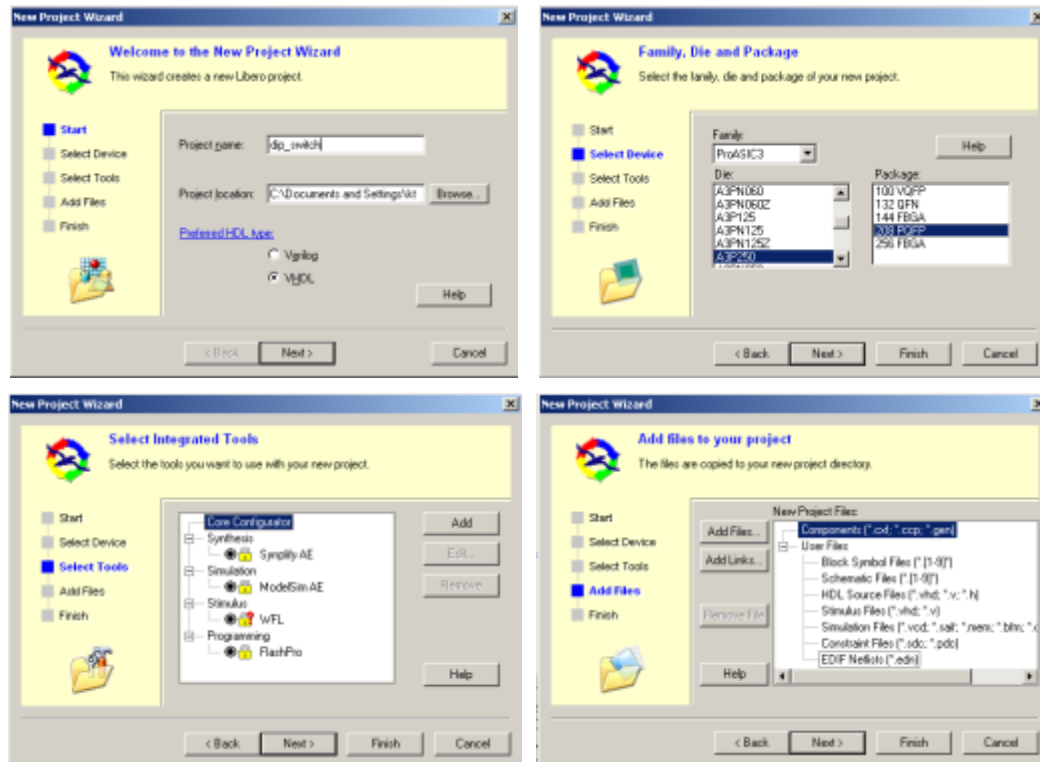 New Project Wizard
Welcome to the New Project Wizard
This wizard creates a new Libero project.
Start
Select Device
Select Tools
Add Files
Finish
Project name: dip_switch
Project location: C:\Documents and Settings\kt Browse...
Preferred HDL type:
Verilog
VHDL
Help
< Back Next > Cancel
New Project Wizard
Family, Die and Package
Select the family, die and package of your new project.
Start
Select Device
Select Tools
Add Files
Finish
Family:
ProASIC3
Help
Die:
A3PN060
A3PN060Z
A3P125
A3PN125
A3PN125Z
A3P250
Package:
100 VQFP
132 QFN
144 FBGA
208 PQFP
256 FBGA
< Back Next > Finish Cancel
New Project Wizard
Select Integrated Tools
Select the tools you want to use with your new project.
Start
Select Device
Select Tools
Add Files
Finish
Core Configurator
Synthesis
Synplify AE
Simulation
ModelSim AE
Stimulus
WFL
Programming
FlashPro
Add
Edit...
Remove
Help
< Back Next > Finish Cancel
New Project Wizard
Add files to your project
The files are copied to your new project directory.
Start
Select Device
Select Tools
Add Files
Finish
Add Files...
Add Links...
Remove File
Help
New Project Files:
Components (*.cxf; *.ccp; *.gen)
User Files
Block Symbol Files (*.[1-9]*)
Schematic Files (*.[1-9]*)
HDL Source Files (*.vhd; *.v; *.h)
Stimulus Files (*.vhd; *.v)
Simulation Files (*.vcd; *.saif; *.mem; *.bfm; *.c
Constraint Files (*.sdc; *.pdc)
EDIF Netlists (*.edn)
< Back Next > Finish Cancel